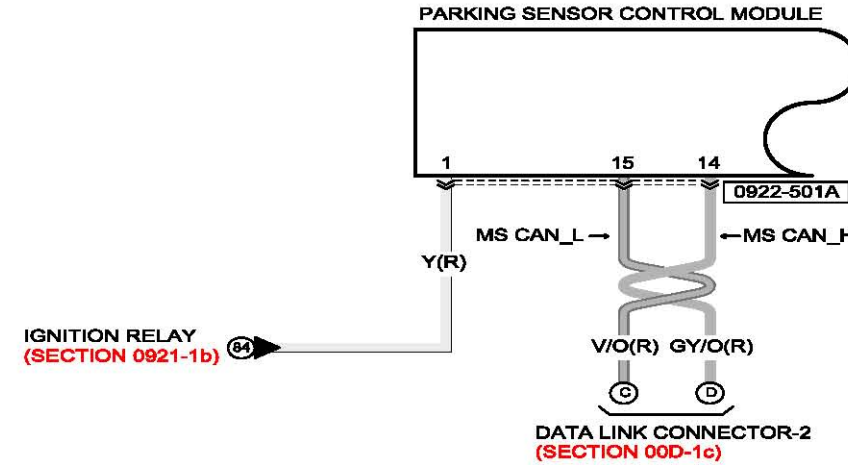 PARKING SENSOR CONTROL MODULE
1 15 14
0922-501A
MS CAN_L
MS CAN_H
Y(R)
IGNITION RELAY
(SECTION 0921-1b)
84
V/O(R) GY/O(R)
C D
DATA LINK CONNECTOR-2
(SECTION 00D-1c)